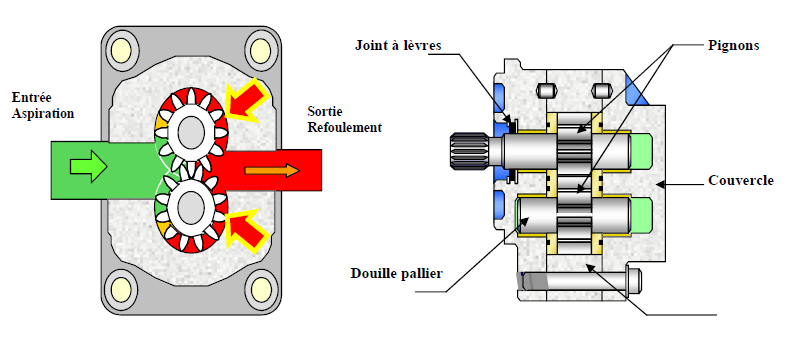 Entrée
Aspiration
Sortie
Refoulement
Joint à lèvres
Pignons
Couvercle
Douille pallier